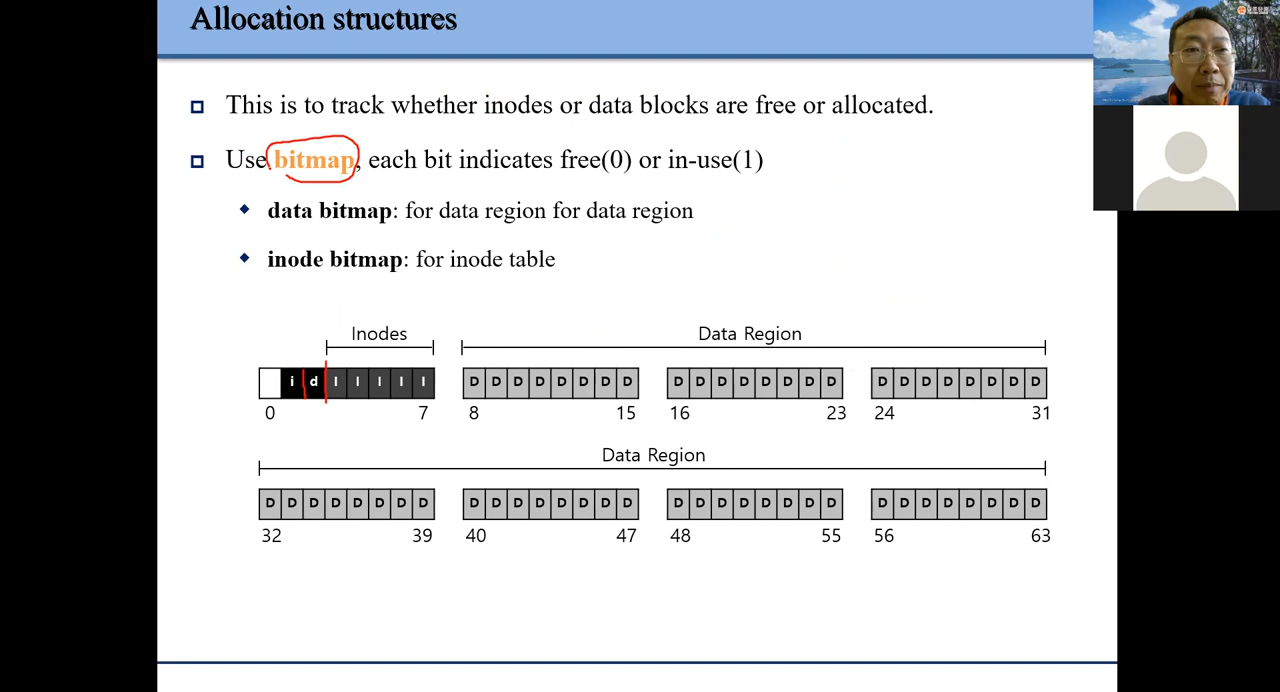 Allocation structures
This is to track whether inodes or data blocks are free or allocated.
Use bitmap, each bit indicates free(0) or in-use(1)
data bitmap: for data region for data region
inode bitmap: for inode table
Inodes Data Region
i d I I I I I D D D D D D D D D D D D D D D D D D D D D D D D
0 7 8 15 16 23 24 31
Data Region
D D D D D D D D D D D D D D D D D D D D D D D D D D D D D D D D
32 39 40 47 48 55 56 63